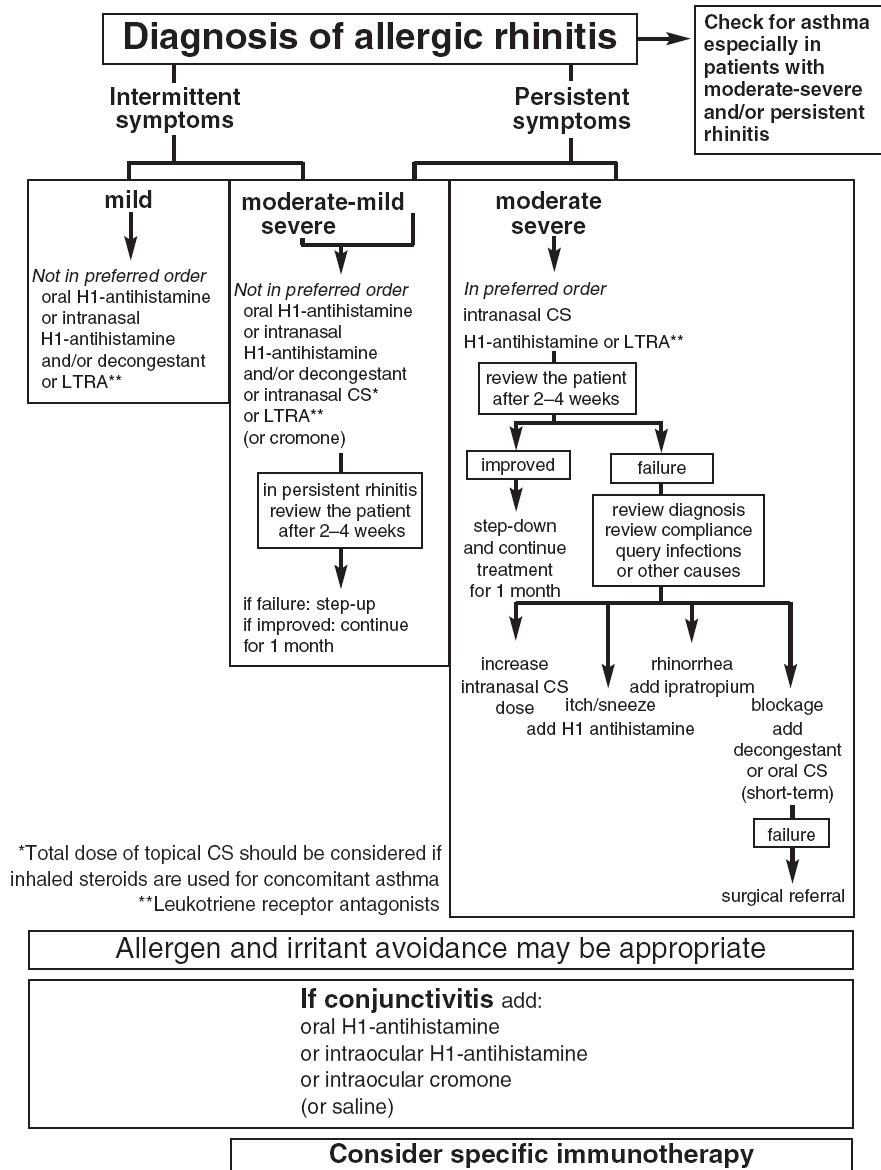 Diagnosis of allergic rhinitis
Check for asthma
especially in
patients with
moderate-severe
and/or persistent
rhinitis
Intermittent
symptoms
Persistent
symptoms
mild
Not in preferred order
oral H1-antihistamine
or intranasal
H1-antihistamine
and/or decongestant
or LTRA**
moderate-mild
severe
Not in preferred order
oral H1-antihistamine
or intranasal
H1-antihistamine
and/or decongestant
or intranasal CS*
or LTRA**
(or cromone)
in persistent rhinitis
review the patient
after 2–4 weeks
if failure: step-up
if improved: continue
for 1 month
moderate
severe
In preferred order
intranasal CS
H1-antihistamine or LTRA**
review the patient
after 2–4 weeks
improved
step-down
and continue
treatment
for 1 month
failure
review diagnosis
review compliance
query infections
or other causes
increase
intranasal CS
dose
itch/sneeze
add H1 antihistamine
rhinorrhea
add ipratropium
blockage
add
decongestant
or oral CS
(short-term)
failure
surgical referral
*Total dose of topical CS should be considered if
inhaled steroids are used for concomitant asthma
**Leukotriene receptor antagonists
Allergen and irritant avoidance may be appropriate
If conjunctivitis add:
oral H1-antihistamine
or intraocular H1-antihistamine
or intraocular cromone
(or saline)
Consider specific immunotherapy